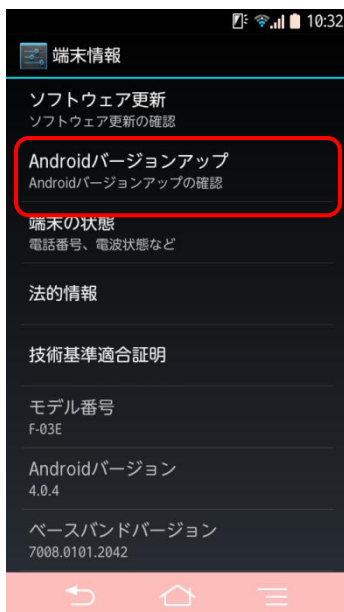 10:32
端末情報
ソフトウェア更新
ソフトウェア更新の確認
Androidバージョンアップ
Androidバージョンアップの確認
端末の状態
電話番号、電波状態など
法的情報
技術基準適合証明
モデル番号
F-03E
Androidバージョン
4.0.4
ベースバンドバージョン
7008.0101.2042